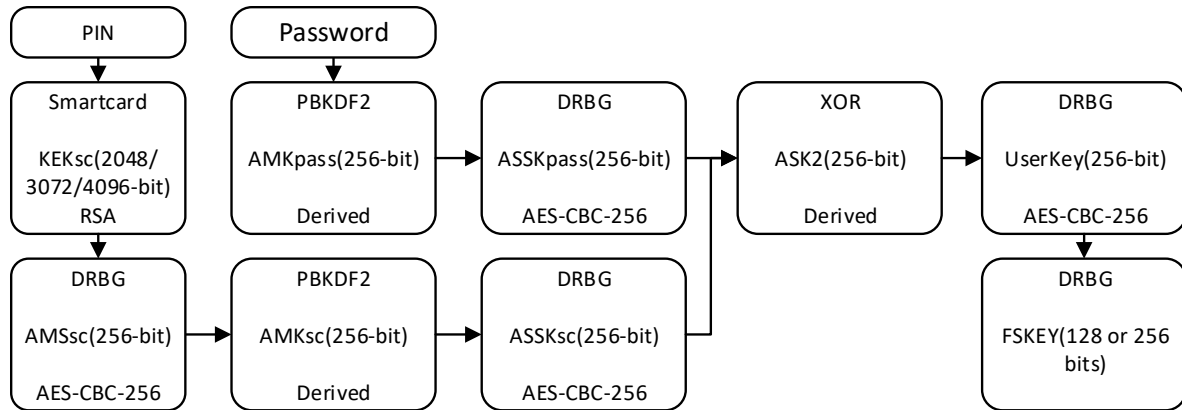 PIN
Password
Smartcard
KEKsc(2048/
3072/4096-bit)
RSA
PBKDF2
AMKpass(256-bit)
Derived
DRBG
ASSKpass(256-bit)
AES-CBC-256
XOR
ASK2(256-bit)
Derived
DRBG
UserKey(256-bit)
AES-CBC-256
DRBG
AMSsc(256-bit)
AES-CBC-256
PBKDF2
AMKsc(256-bit)
Derived
DRBG
ASSKsc(256-bit)
AES-CBC-256
DRBG
FSKEY(128 or 256
bits)